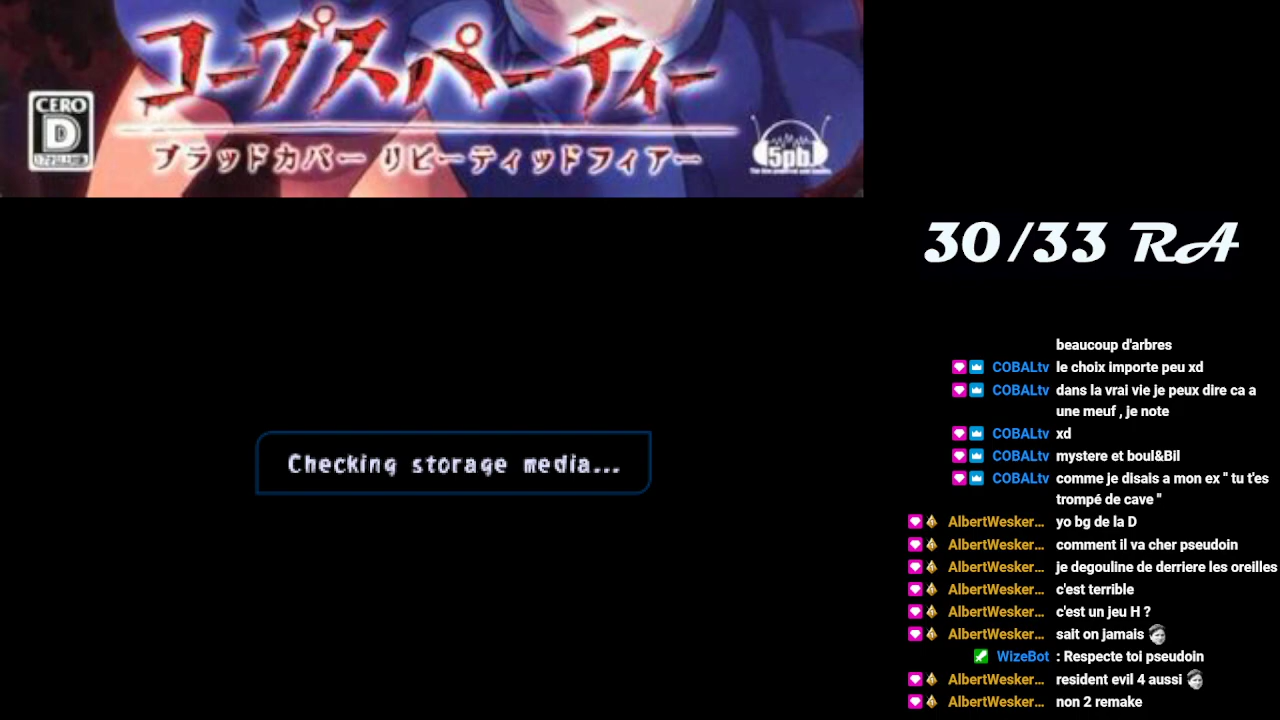 コープスパーティー
CERO
D
ブラッドカバー リピーティッドフィアー
5pb.
30/33 RA
Checking storage media...
beaucoup d'arbres
COBALtv le choix importe peu xd
COBALtv dans la vrai vie je peux dire ca a
une meuf , je note
COBALtv xd
COBALtv mystere et boul&Bil
COBALtv comme je disais a mon ex " tu t'es
trompé de cave "
AlbertWesker... yo bg de la D
AlbertWesker... comment il va cher pseudoin
AlbertWesker... je degouline de derriere les oreilles
AlbertWesker... c'est terrible
AlbertWesker... c'est un jeu H ?
AlbertWesker... sait on jamais
WizeBot : Respecte toi pseudoin
AlbertWesker... resident evil 4 aussi
AlbertWesker... non 2 remake